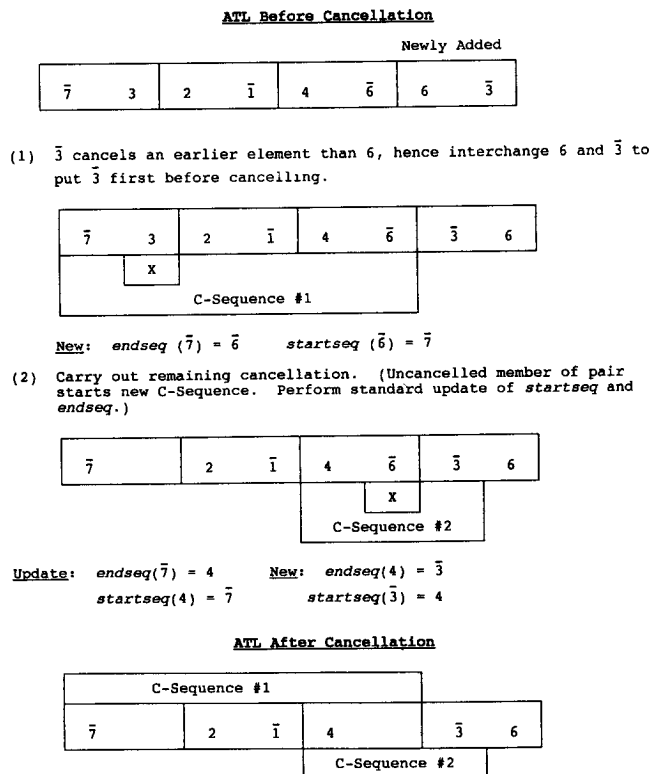 ATL Before Cancellation
Newly Added
7̄ 3 2 1̄ 4 6̄ 6 3̄
(1) 3̄ cancels an earlier element than 6, hence interchange 6 and 3̄ to
put 3̄ first before cancelling.
7̄ 3 2 1̄ 4 6̄ 3̄ 6
X
C-Sequence #1
New: endseq (7̄) = 6̄ startseq (6̄) = 7̄
(2) Carry out remaining cancellation. (Uncancelled member of pair
starts new C-Sequence. Perform standard update of startseq and
endseq.)
7̄ 2 1̄ 4 6̄ 3̄ 6
X
C-Sequence #2
Update: endseq(7̄) = 4 New: endseq(4) = 3̄
startseq(4) = 7̄ startseq(3̄) = 4
ATL After Cancellation
C-Sequence #1
7̄ 2 1̄ 4 3̄ 6
C-Sequence #2